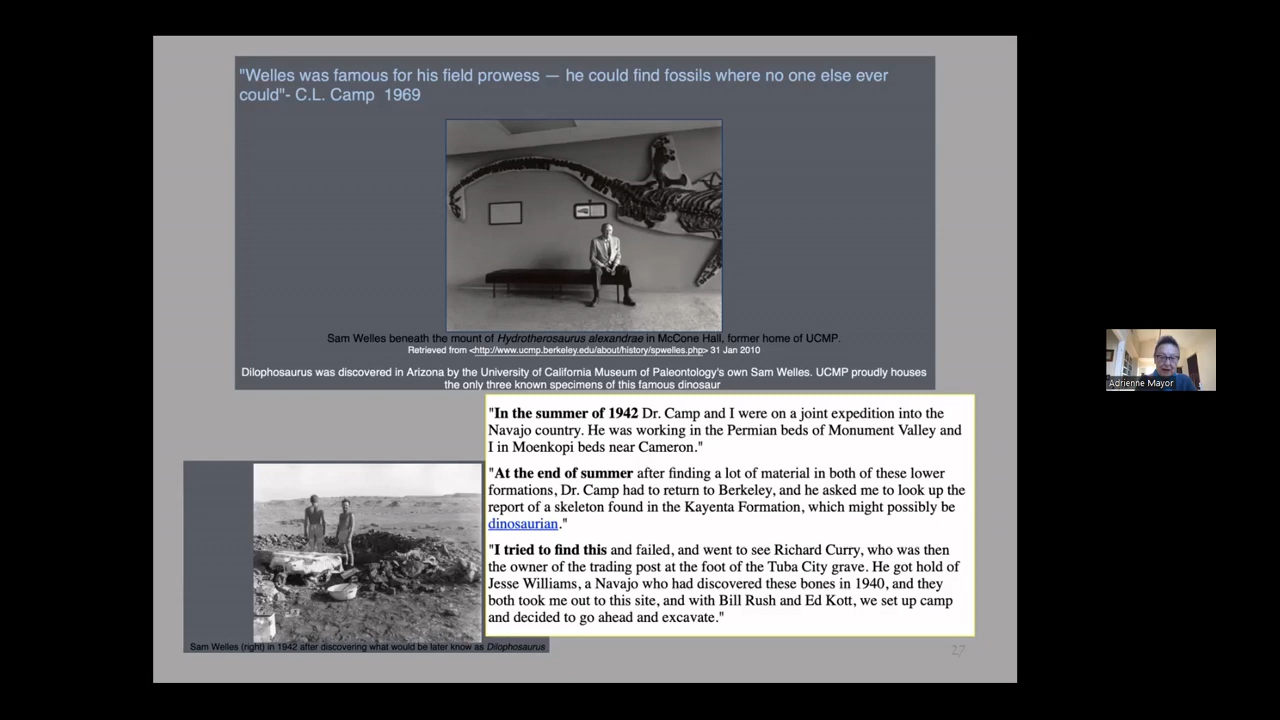 "Welles was famous for his field prowess — he could find fossils where no one else ever
could"- C.L. Camp  1969
Sam Welles beneath the mount of Hydrotherosaurus alexandrae in McCone Hall, former home of UCMP.
Retrieved from <http://www.ucmp.berkeley.edu/about/history/spwelles.php> 31 Jan 2010
Dilophosaurus was discovered in Arizona by the University of California Museum of Paleontology's own Sam Welles. UCMP proudly houses
the only three known specimens of this famous dinosaur
"In the summer of 1942 Dr. Camp and I were on a joint expedition into the
Navajo country. He was working in the Permian beds of Monument Valley and
I in Moenkopi beds near Cameron."
"At the end of summer after finding a lot of material in both of these lower
formations, Dr. Camp had to return to Berkeley, and he asked me to look up the
report of a skeleton found in the Kayenta Formation, which might possibly be
dinosaurian."
"I tried to find this and failed, and went to see Richard Curry, who was then
the owner of the trading post at the foot of the Tuba City grave. He got hold of
Jesse Williams, a Navajo who had discovered these bones in 1940, and they
both took me out to this site, and with Bill Rush and Ed Kott, we set up camp
and decided to go ahead and excavate."
Sam Welles (right) in 1942 after discovering what would be later know as Dilophosaurus
27
Adrienne Mayor